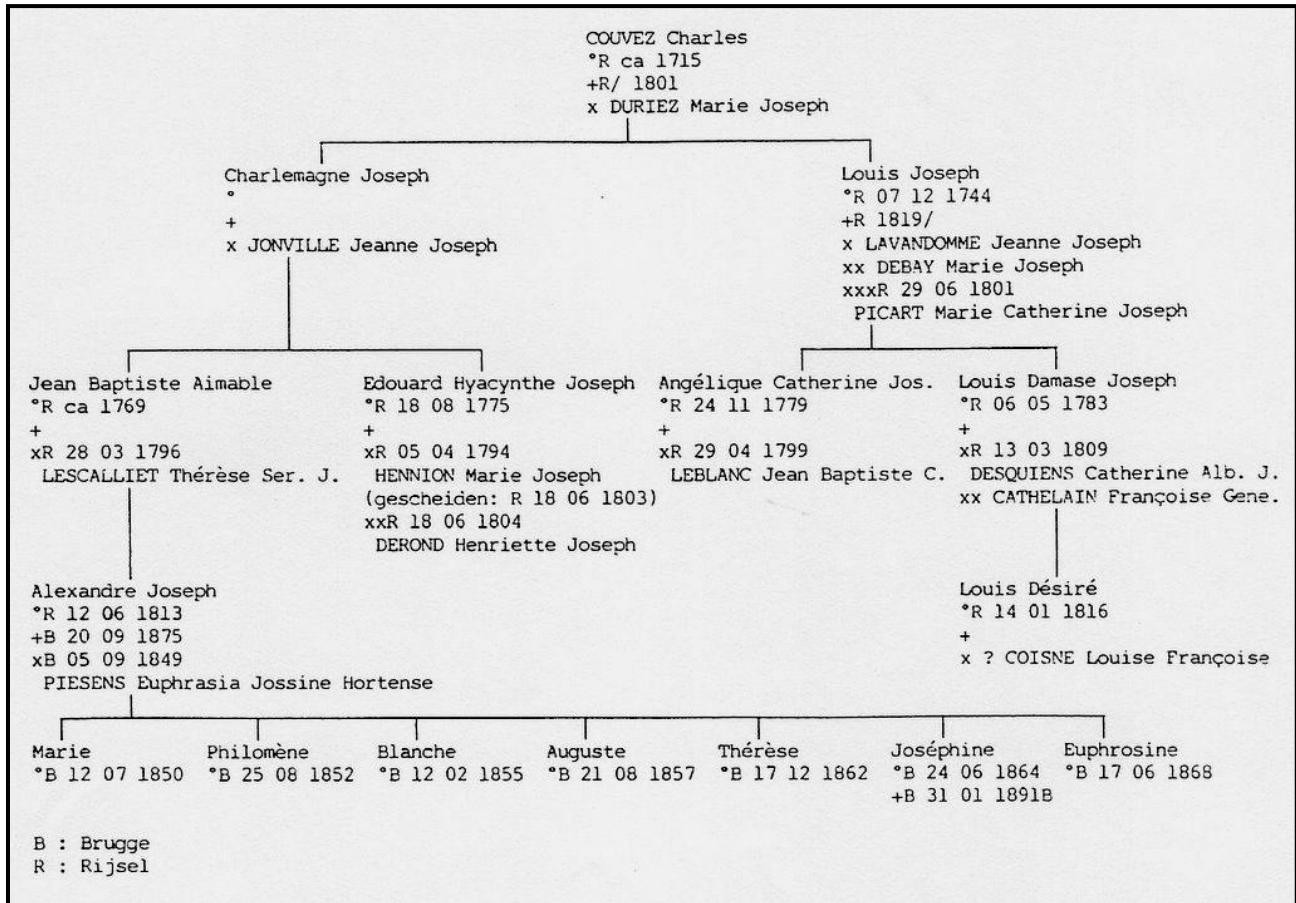 COUVEZ Charles
°R ca 1715
+R/ 1801
x DURIEZ Marie Joseph
Charlemagne Joseph
°
+
x JONVILLE Jeanne Joseph
Louis Joseph
°R 07 12 1744
+R 1819/
x LAVANDOMME Jeanne Joseph
xx DEBAY Marie Joseph
xxxR 29 06 1801
PICART Marie Catherine Joseph
Jean Baptiste Aimable
°R ca 1769
+
xR 28 03 1796
LESCALLIET Thérèse Ser. J.
Edouard Hyacynthe Joseph
°R 18 08 1775
+
xR 05 04 1794
HENNION Marie Joseph
(gescheiden: R 18 06 1803)
xxR 18 06 1804
DEROND Henriette Joseph
Angélique Catherine Jos.
°R 24 11 1779
+
xR 29 04 1799
LEBLANC Jean Baptiste C.
Louis Damase Joseph
°R 06 05 1783
+
xR 13 03 1809
DESQUIENS Catherine Alb. J.
xx CATHELAIN Françoise Gene.
Alexandre Joseph
°R 12 06 1813
+B 20 09 1875
xB 05 09 1849
PIESENS Euphrasia Jossine Hortense
Louis Désiré
°R 14 01 1816
+
x ? COISNE Louise Françoise
Marie
°B 12 07 1850
Philomène
°B 25 08 1852
Blanche
°B 12 02 1855
Auguste
°B 21 08 1857
Thérèse
°B 17 12 1862
Joséphine
°B 24 06 1864
+B 31 01 1891B
Euphrosine
°B 17 06 1868
B : Brugge
R : Rijsel